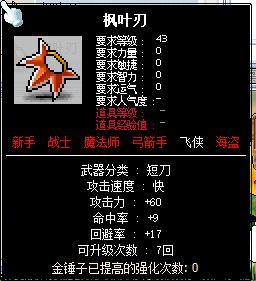 枫叶刃
要求等级： 43
要求力量： 0
要求敏捷： 0
要求智力： 0
要求运气： 0
要求人气度： -
道具等级： -
道具经验值： -
新手 战士 魔法师 弓箭手 飞侠 海盗
武器分类 : 短刀
攻击速度 : 快
攻击力 : +60
命中率 : +9
回避率 : +17
可升级次数 : 7回
金锤子已提高的强化次数: 0